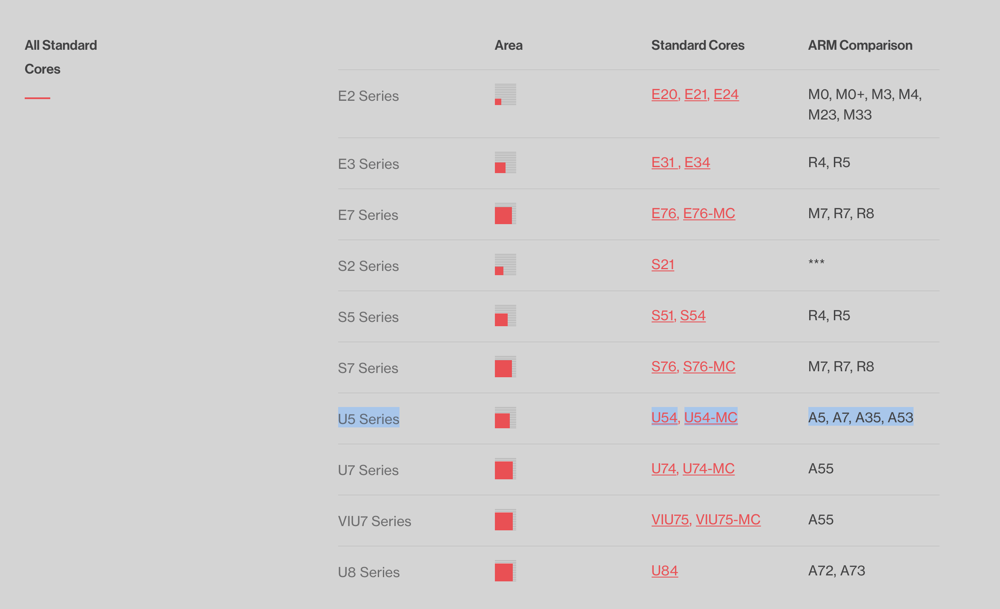 All Standard
Cores
Area
Standard Cores
ARM Comparison
E2 Series
E20, E21, E24
M0, M0+, M3, M4,
M23, M33
E3 Series
E31 , E34
R4, R5
E7 Series
E76, E76-MC
M7, R7, R8
S2 Series
S21
***
S5 Series
S51, S54
R4, R5
S7 Series
S76, S76-MC
M7, R7, R8
U5 Series
U54, U54-MC
A5, A7, A35, A53
U7 Series
U74, U74-MC
A55
VIU7 Series
VIU75, VIU75-MC
A55
U8 Series
U84
A72, A73